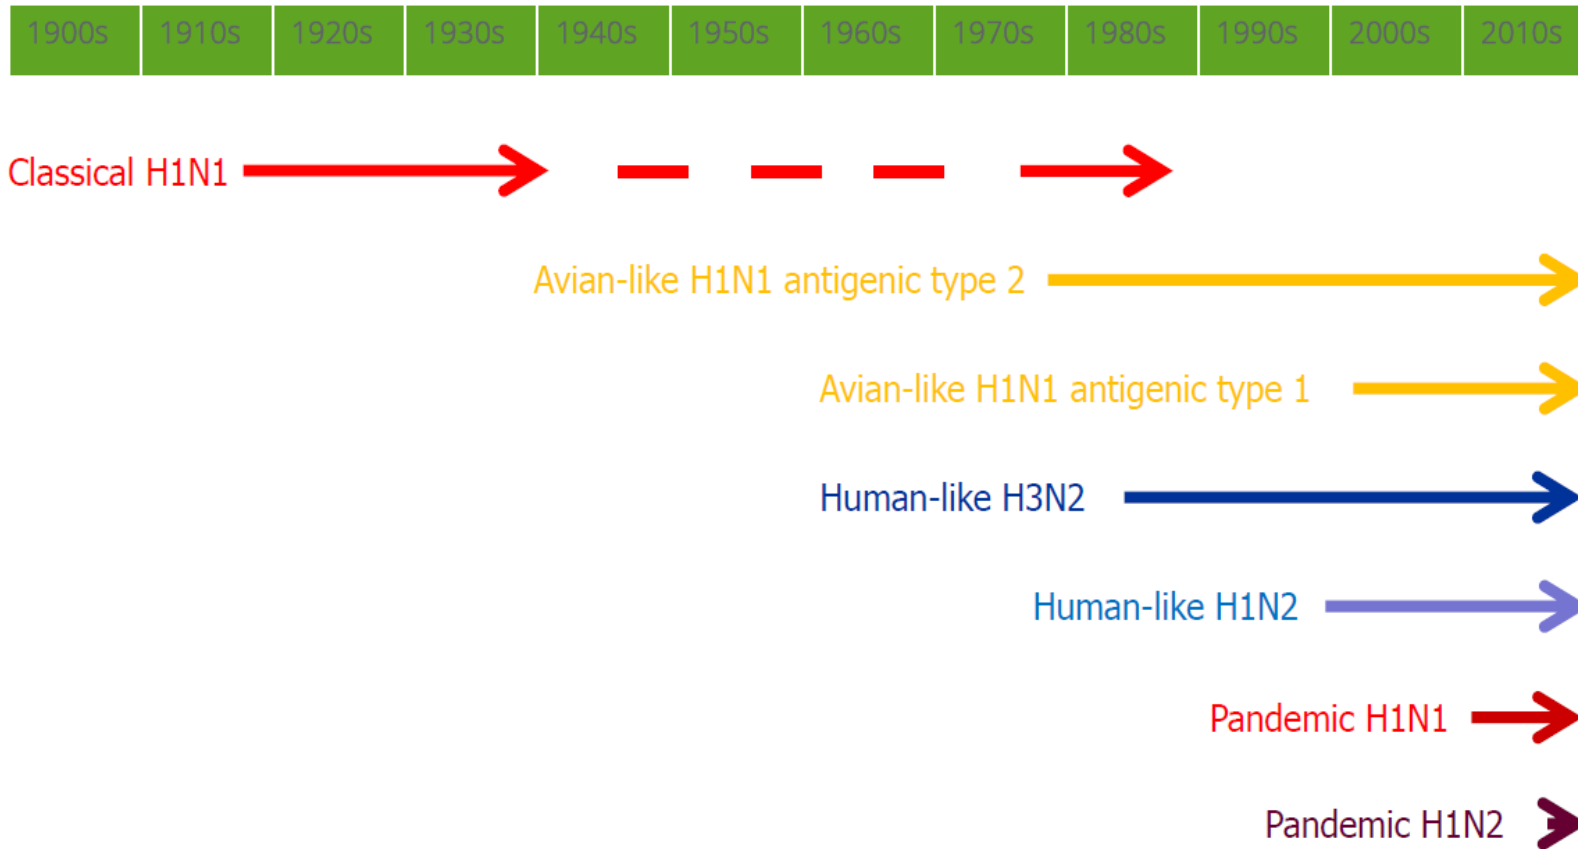 1900s 1910s 1920s 1930s 1940s 1950s 1960s 1970s 1980s 1990s 2000s 2010s
Classical H1N1
Avian-like H1N1 antigenic type 2
Avian-like H1N1 antigenic type 1
Human-like H3N2
Human-like H1N2
Pandemic H1N1
Pandemic H1N2